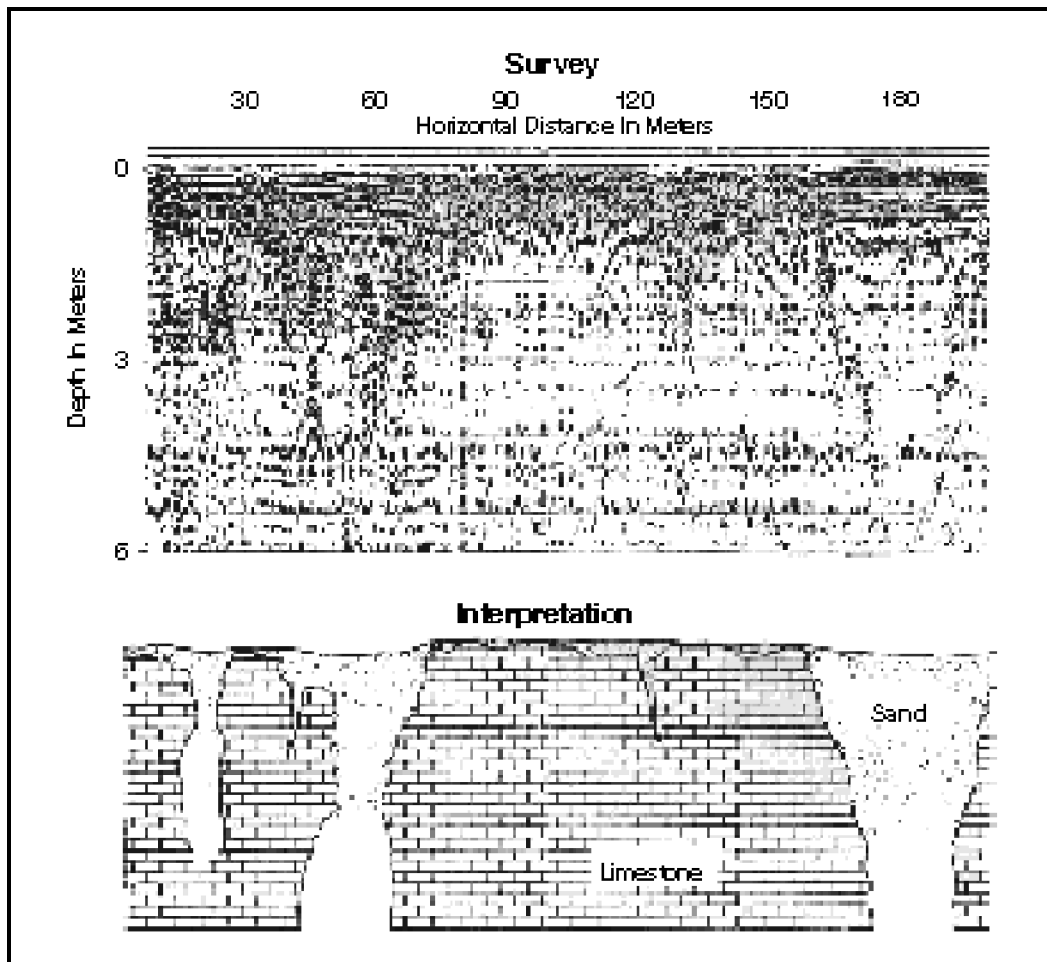 Survey
30 60 90 120 150 180
Horizontal Distance In Meters
0
Depth In Meters
3
6
Interpretation
Sand
Limestone